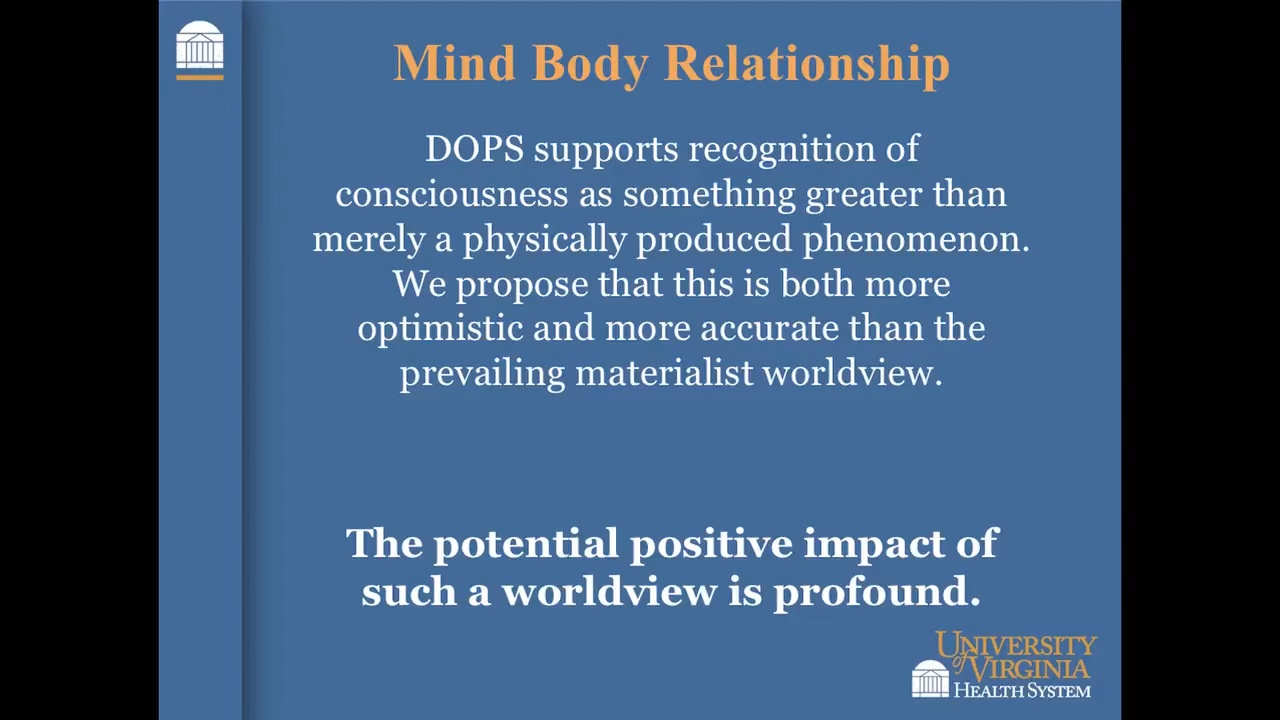 Mind Body Relationship
DOPS supports recognition of
consciousness as something greater than
merely a physically produced phenomenon.
We propose that this is both more
optimistic and more accurate than the
prevailing materialist worldview.
The potential positive impact of
such a worldview is profound.
UNIVERSITY
of VIRGINIA
HEALTH SYSTEM